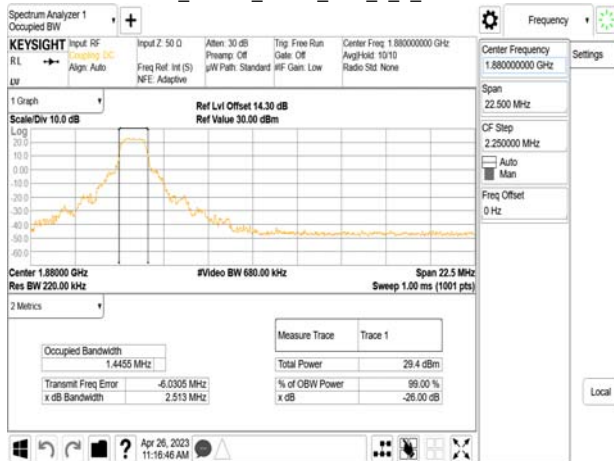 Spectrum Analyzer 1
Occupied BW
+
Frequency
KEYSIGHT
Input: RF
Coupling: DC
Align: Auto
RL
Input Z: 50 Ω
Freq Ref: Int (S)
NFE: Adaptive
Atten: 30 dB
Preamp: Off
µW Path: Standard
Trig: Free Run
Gate: Off
#IF Gain: Low
Center Freq: 1.880000000 GHz
Avg|Hold: 10/10
Radio Std: None
Center Frequency
1.880000000 GHz
Settings
Span
22.500 MHz
CF Step
2.250000 MHz
Auto
Man
Freq Offset
0 Hz
Local
1 Graph
Scale/Div 10.0 dB
Ref Lvl Offset 14.30 dB
Ref Value 30.00 dBm
Log
20.0
10.0
0.00
-10.0
-20.0
-30.0
-40.0
-50.0
-60.0
Center 1.88000 GHz
Res BW 220.00 kHz
#Video BW 680.00 kHz
Span 22.5 MHz
Sweep 1.00 ms (1001 pts)
2 Metrics
Measure Trace
Trace 1
Occupied Bandwidth
1.4455 MHz
Total Power
29.4 dBm
Transmit Freq Error
-6.0305 MHz
% of OBW Power
99.00 %
x dB Bandwidth
2.513 MHz
x dB
-26.00 dB
?
Apr 26, 2023
11:16:46 AM